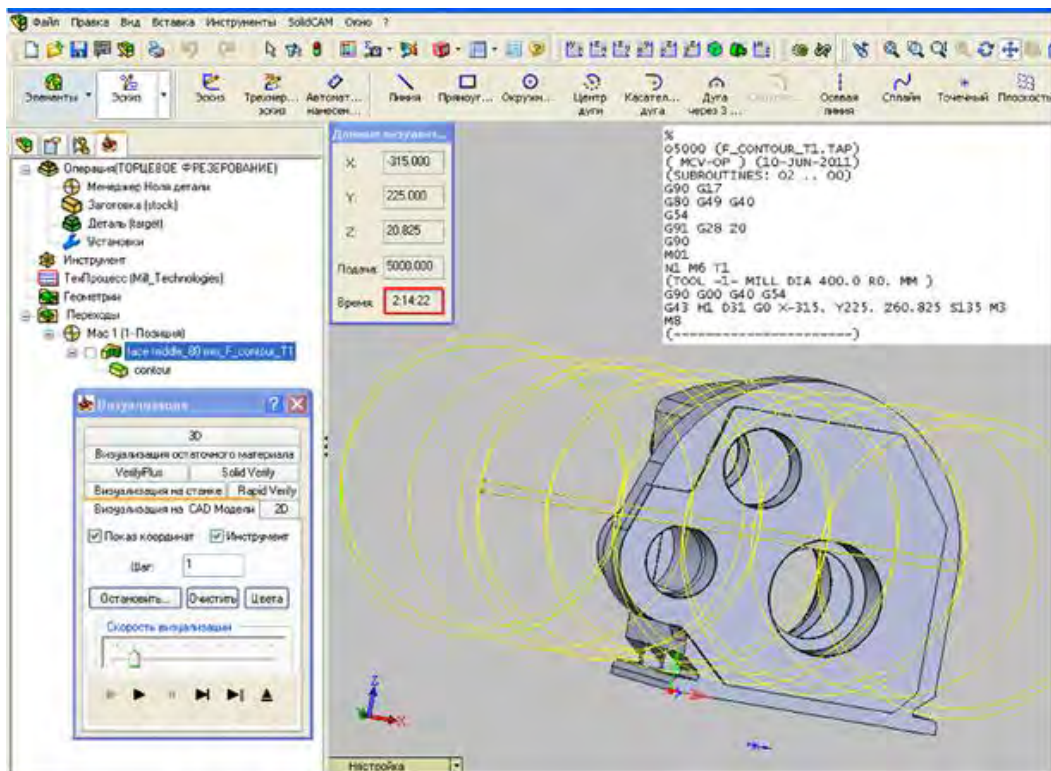 Файл Правка Вид Вставка Инструменты SolidCAM Окно ?
Элементы Эскиз Эскиз Трехмер... эскиз Автомат... нанесен... Линия Прямоуг... Окружн... Центр дуги Касател... дуга Дуга через 3 ... Осевая линия Сплайн Точечный Плоскость
Операция(ТОРЦЕВОЕ ФРЕЗЕРОВАНИЕ)
Менеджер Ноля детали
Заготовка (stock)
Деталь (target)
Установки
Инструмент
ТехПроцесс (Mill_Technologies)
Геометрии
Переходы
Mac 1 (1-Позиция)
contour
X: -315.000
Y: 225.000
Z: 20.825
Подача: 5000.000
Время: 2:14:22
%
O5000 (F_CONTOUR_T1.TAP)
( MCV-OP ) (10-JUN-2011)
(SUBROUTINES: O2 .. O0)
G90 G17
G80 G49 G40
G54
G91 G28 Z0
G90
M01
N1 M6 T1
(TOOL -1- MILL DIA 400.0 R0. MM )
G90 G00 G40 G54
G43 H1 D31 G0 X-315. Y225. Z60.825 S135 M3
M8
(----------------------)
Визуализация
3D
Визуализация остаточного материала
VerifyPlus Solid Verify
Визуализация на станке Rapid Verify
Визуализация на CAD Модели 2D
Показ координат Инструмент
Шаг: 1
Остановить... Очистить Цвета
Скорость визуализации
Z
X
Настройка